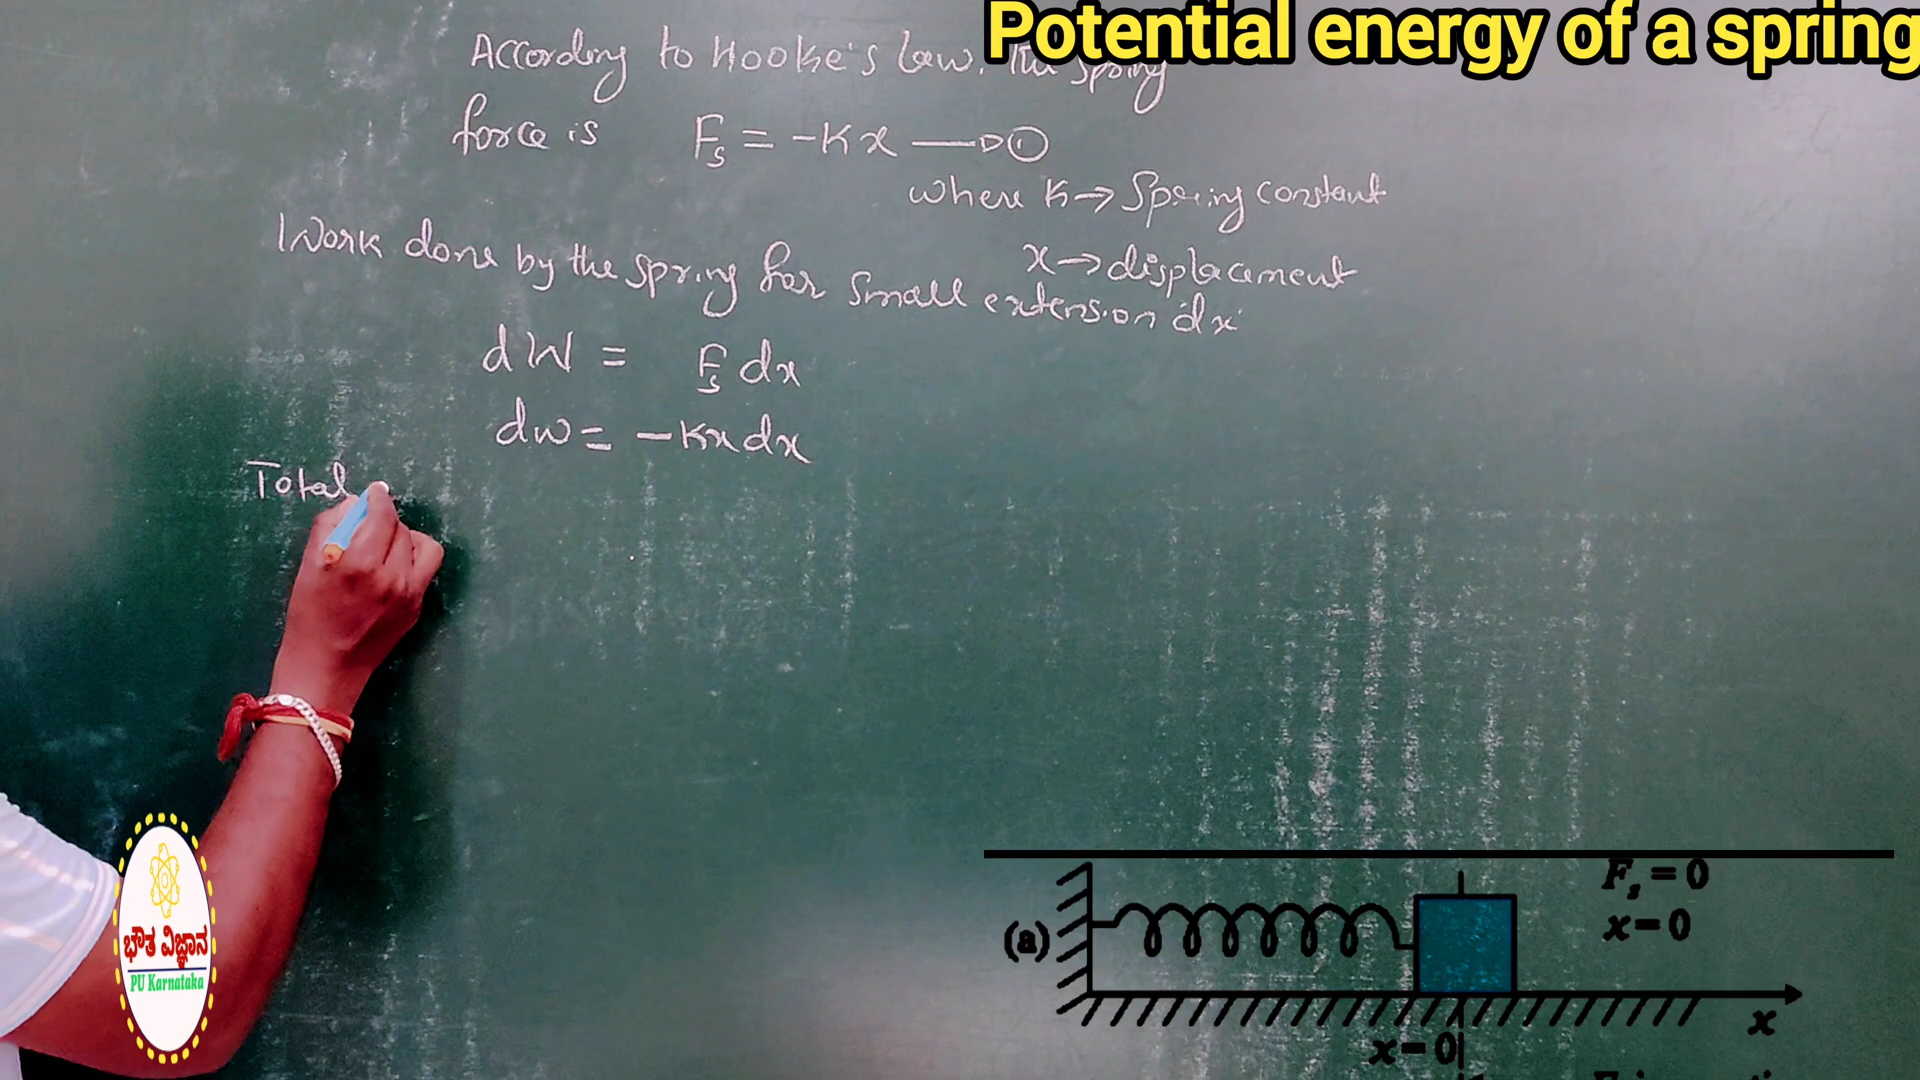 Potential energy of a spring
According to Hooke's law. The spring
force is Fs = -Kx —▷①
where K→ Spring constant
x→displacement
Work done by the spring for small extension dx'
dW = Fs dx
dw = -Kx dx
Total
(a)
Fs = 0
x = 0
x
x = 0
ಭೌತ ವಿಜ್ಞಾನ
PU Karnataka